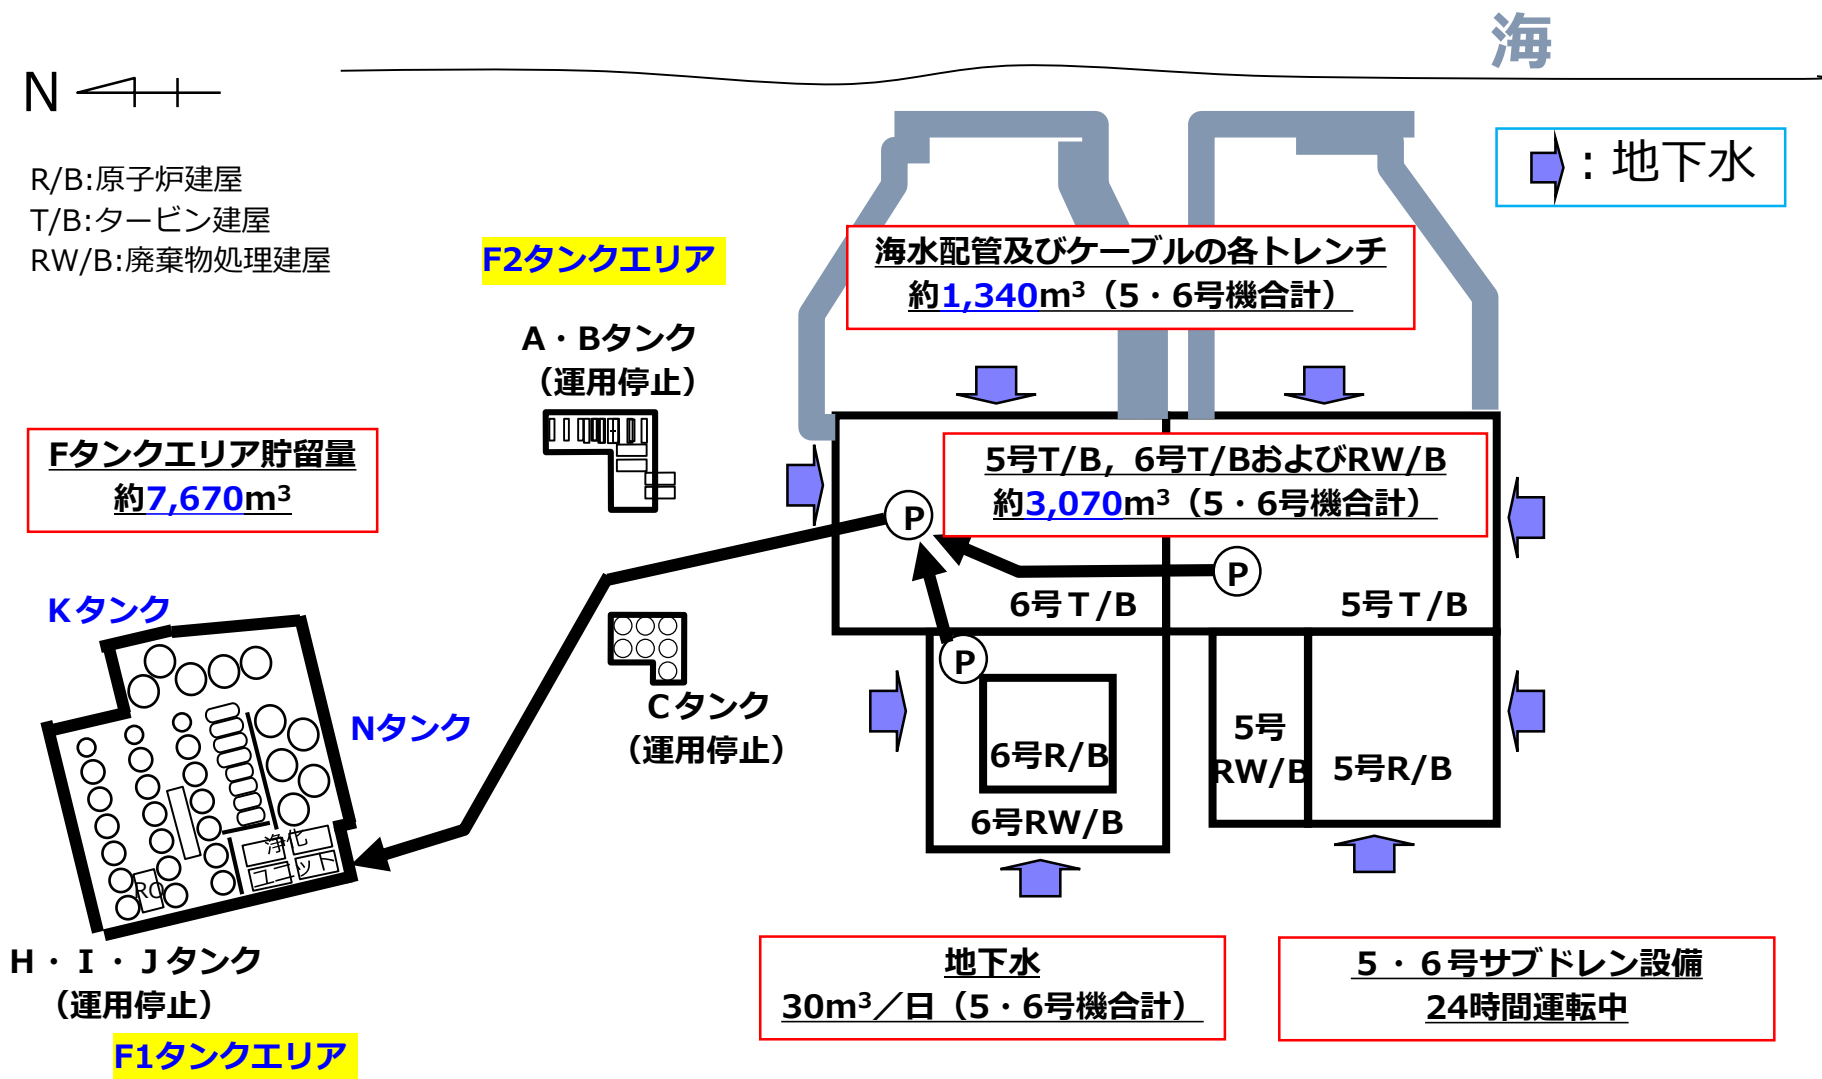 海
N
R/B:原子炉建屋
T/B:タービン建屋
RW/B:廃棄物処理建屋
：地下水
F2タンクエリア
海水配管及びケーブルの各トレンチ
約1,340m³（5・6号機合計）
A・Bタンク
（運用停止）
Fタンクエリア貯留量
約7,670m³
5号T/B, 6号T/BおよびRW/B
約3,070m³（5・6号機合計）
P
P
6号Ｔ/B
5号Ｔ/B
Ｋタンク
P
Ｃタンク
（運用停止）
Nタンク
5号
RW/B
6号R/B
5号R/B
6号RW/B
浄化
ユニット
RO
Ｈ・Ｉ・Ｊタンク
（運用停止）
F1タンクエリア
地下水
30m³／日（5・6号機合計）
５・６号サブドレン設備
24時間運転中